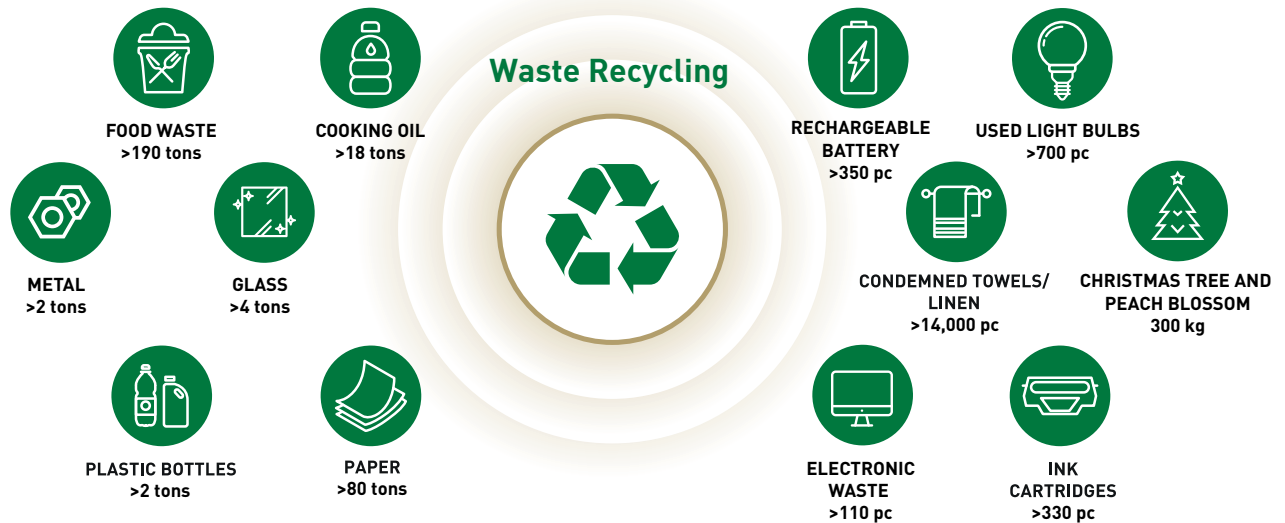 Waste Recycling
FOOD WASTE
>190 tons
COOKING OIL
>18 tons
RECHARGEABLE
BATTERY
>350 pc
USED LIGHT BULBS
>700 pc
METAL
>2 tons
GLASS
>4 tons
CONDEMNED TOWELS/
LINEN
>14,000 pc
CHRISTMAS TREE AND
PEACH BLOSSOM
300 kg
PLASTIC BOTTLES
>2 tons
PAPER
>80 tons
ELECTRONIC
WASTE
>110 pc
INK
CARTRIDGES
>330 pc